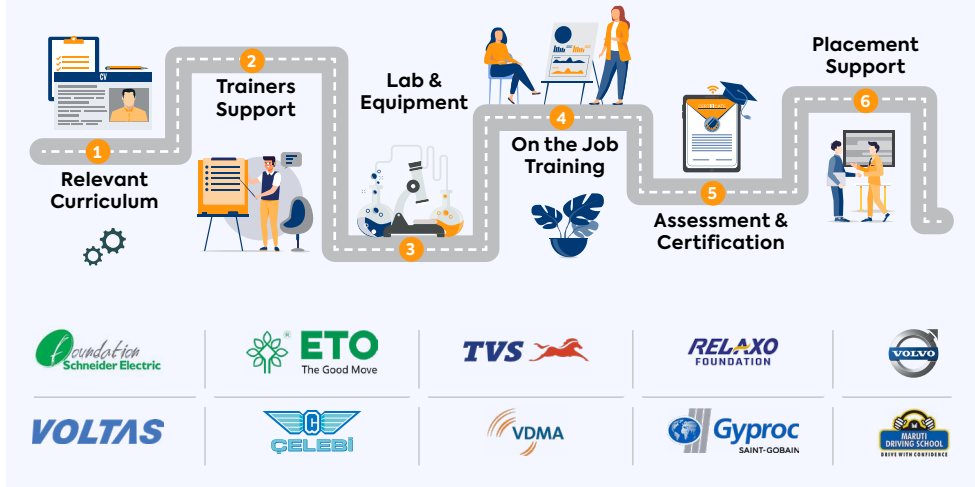 CV
1
Relevant
Curriculum
2
Trainers
Support
Lab &
Equipment
3
4
On the Job
Training
CERTIFICATE
5
Assessment &
Certification
Placement
Support
6
Foundation
Schneider Electric
ETO
®
The Good Move
TVS
RELAXO
FOUNDATION
VOLVO
VOLTAS
C
ÇELEBİ
VDMA
Gyproc
SAINT-GOBAIN
M
MARUTI
DRIVING SCHOOL
DRIVE WITH CONFIDENCE